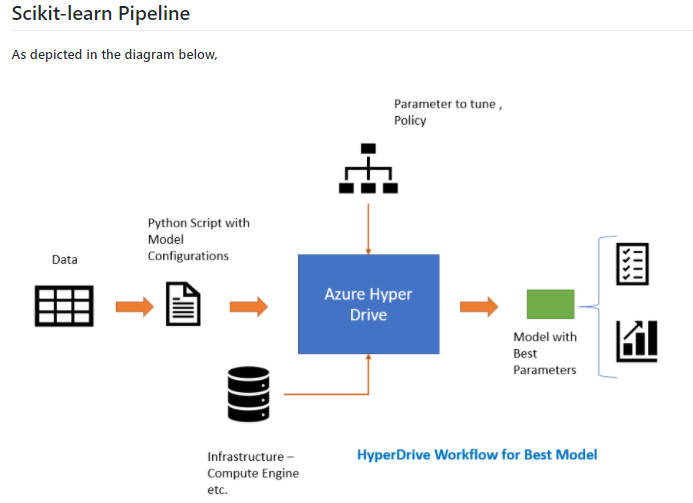 Scikit-learn Pipeline
As depicted in the diagram below,
Parameter to tune ,
Policy
Python Script with
Model
Configurations
Data
Azure Hyper
Drive
Model with
Best
Parameters
Infrastructure –
Compute Engine
etc.
HyperDrive Workflow for Best Model